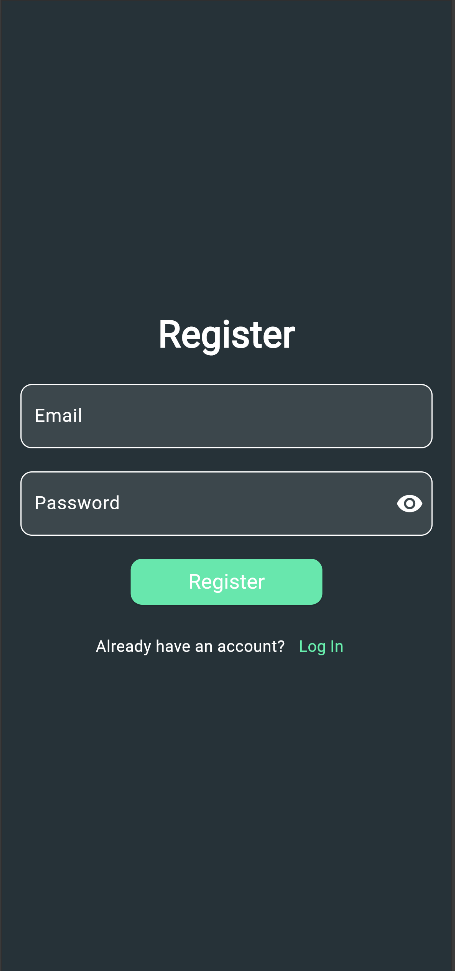 Register
Email
Password
Register
Already have an account? Log In